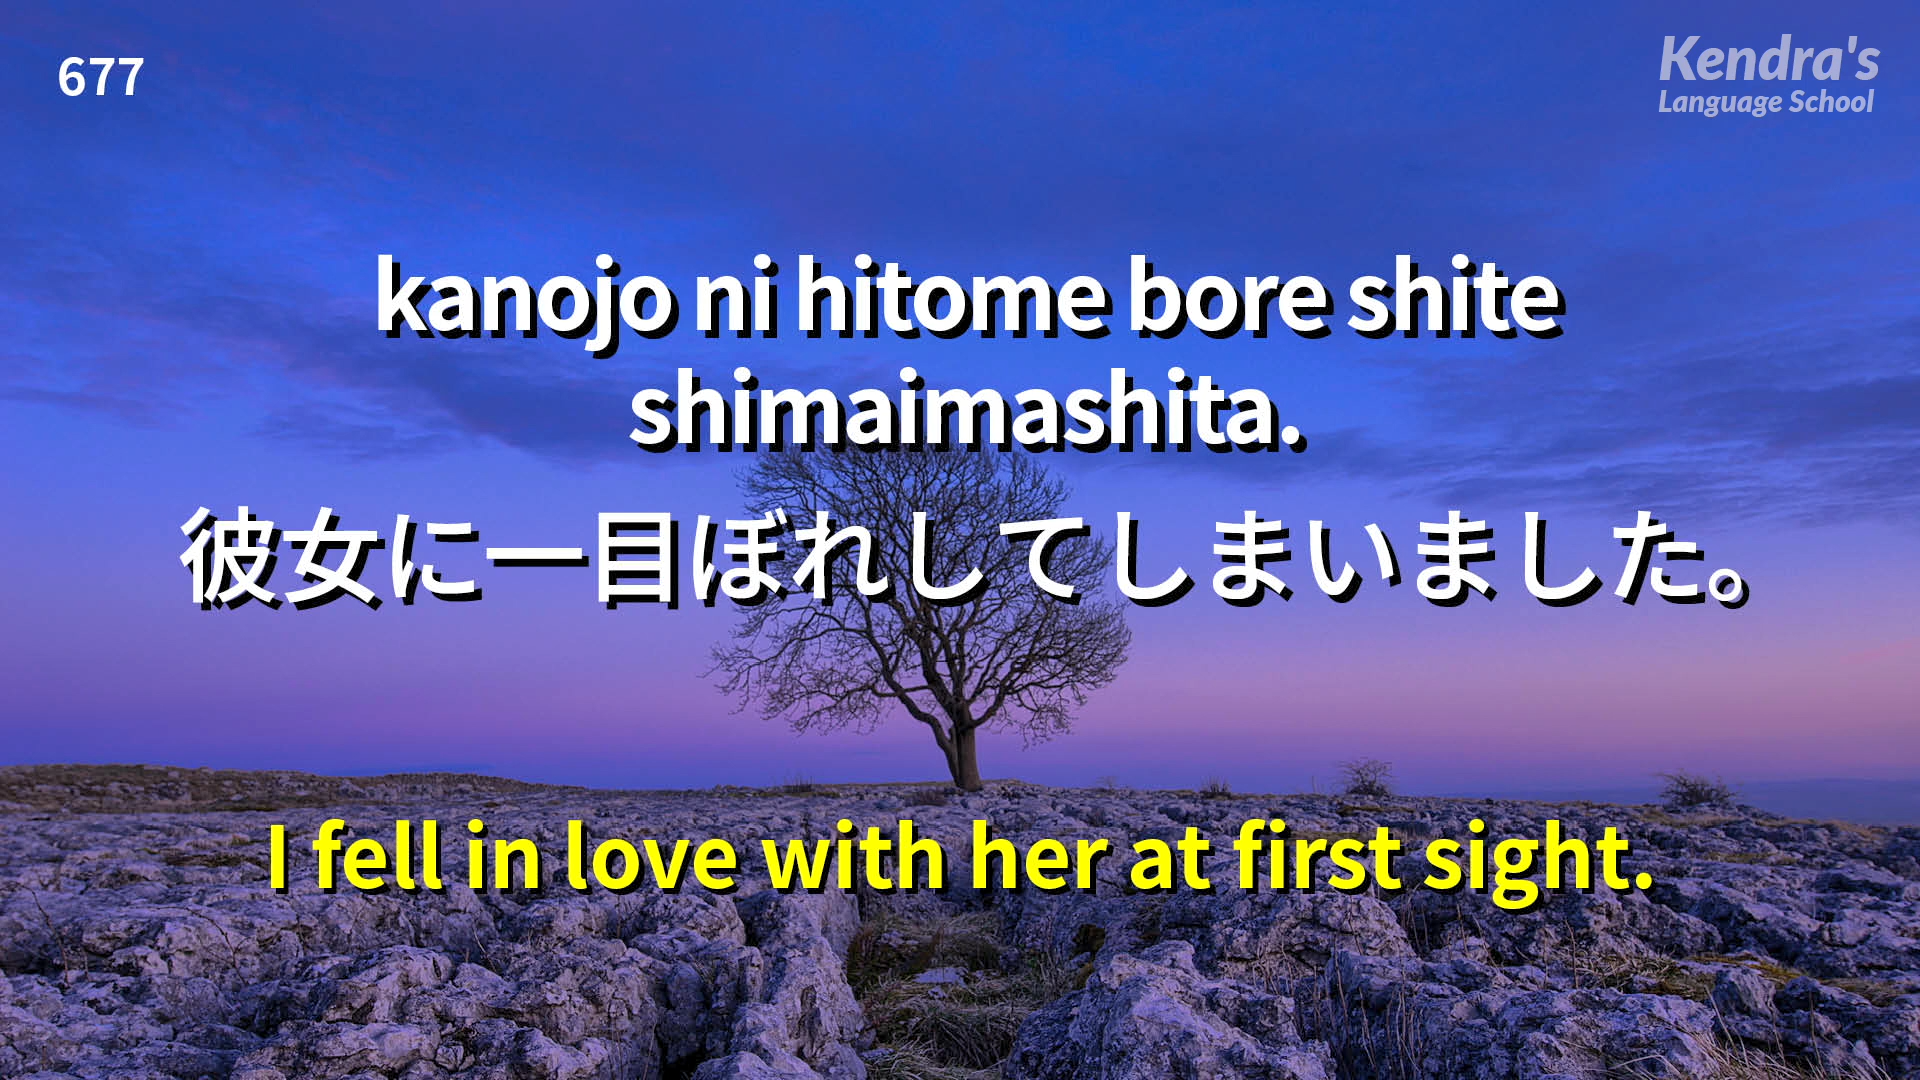 677
Kendra's
Language School
kanojo ni hitome bore shite
shimaimashita.
彼女に一目ぼれしてしまいました。
I fell in love with her at first sight.